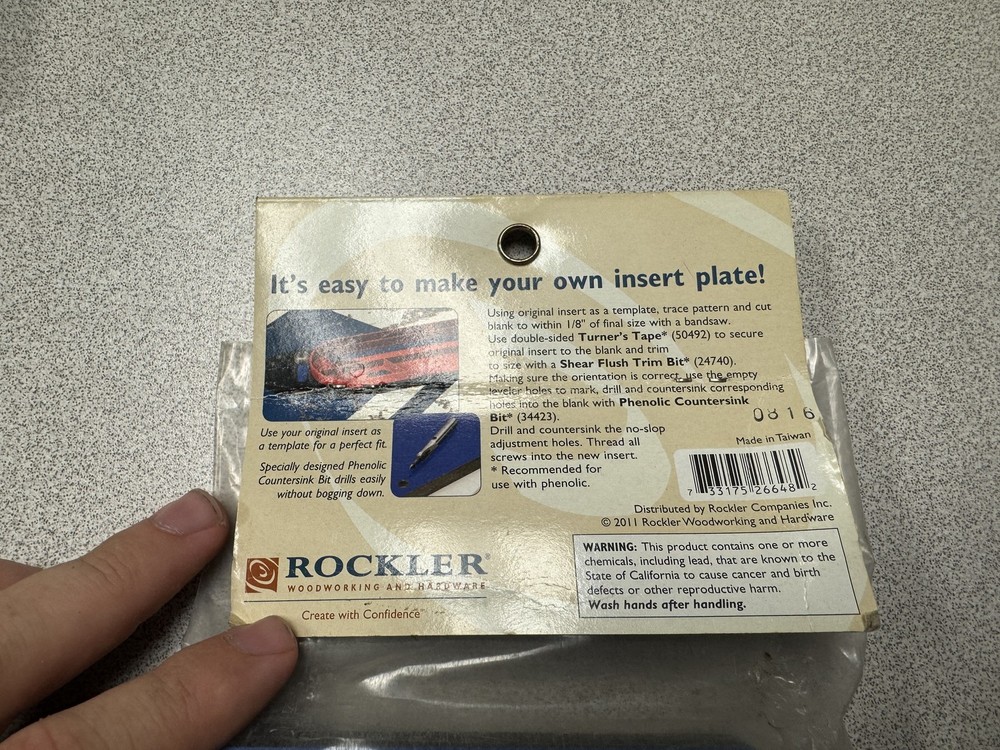 It's easy to make your own insert plate!
Using original insert as a template, trace pattern and cut
blank to within 1/8" of final size with a bandsaw.
Use double-sided Turner's Tape* (50492) to secure
original insert to the blank and trim
to size with a Shear Flush Trim Bit* (24740).
Making sure the orientation is correct, use the empty
leveler holes to mark, drill and countersink corresponding
holes into the blank with Phenolic Countersink
Bit* (34423).
Drill and countersink the no-slop
adjustment holes. Thread all
screws into the new insert.
* Recommended for
use with phenolic.
Use your original insert as
a template for a perfect fit.
Specially designed Phenolic
Countersink Bit drills easily
without bogging down.
0816
Made in Taiwan
7 33175 26648 2
Distributed by Rockler Companies Inc.
© 2011 Rockler Woodworking and Hardware
ROCKLER®
WOODWORKING AND HARDWARE
Create with Confidence™
WARNING: This product contains one or more
chemicals, including lead, that are known to the
State of California to cause cancer and birth
defects or other reproductive harm.
Wash hands after handling.